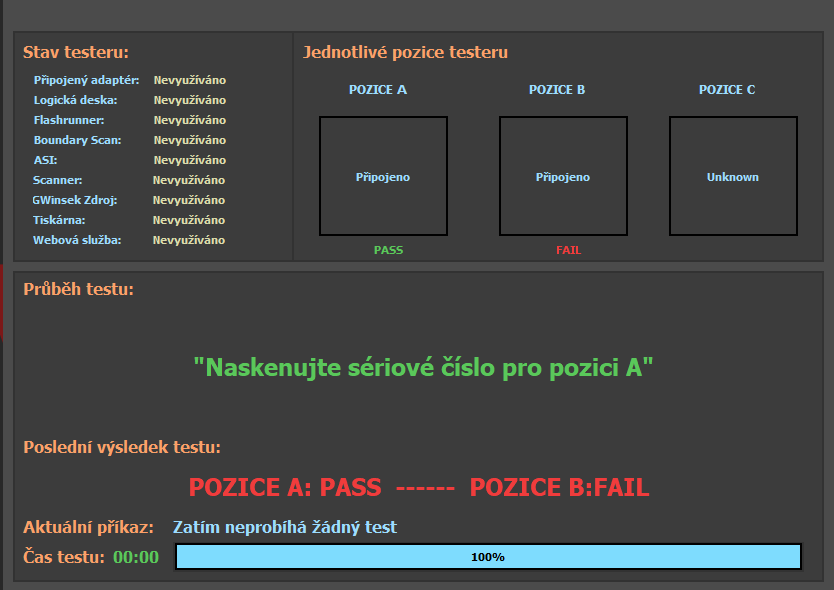 Stav testeru:
Připojený adaptér: Nevyužíváno
Logická deska: Nevyužíváno
Flashrunner: Nevyužíváno
Boundary Scan: Nevyužíváno
ASI: Nevyužíváno
Scanner: Nevyužíváno
GWinsek Zdroj: Nevyužíváno
Tiskárna: Nevyužíváno
Webová služba: Nevyužíváno
Jednotlivé pozice testeru
POZICE A POZICE B POZICE C
Připojeno Připojeno Unknown
PASS FAIL
Průběh testu:
"Naskenujte sériové číslo pro pozici A"
Poslední výsledek testu:
POZICE A: PASS ------ POZICE B:FAIL
Aktuální příkaz: Zatím neprobíhá žádný test
Čas testu: 00:00 100%